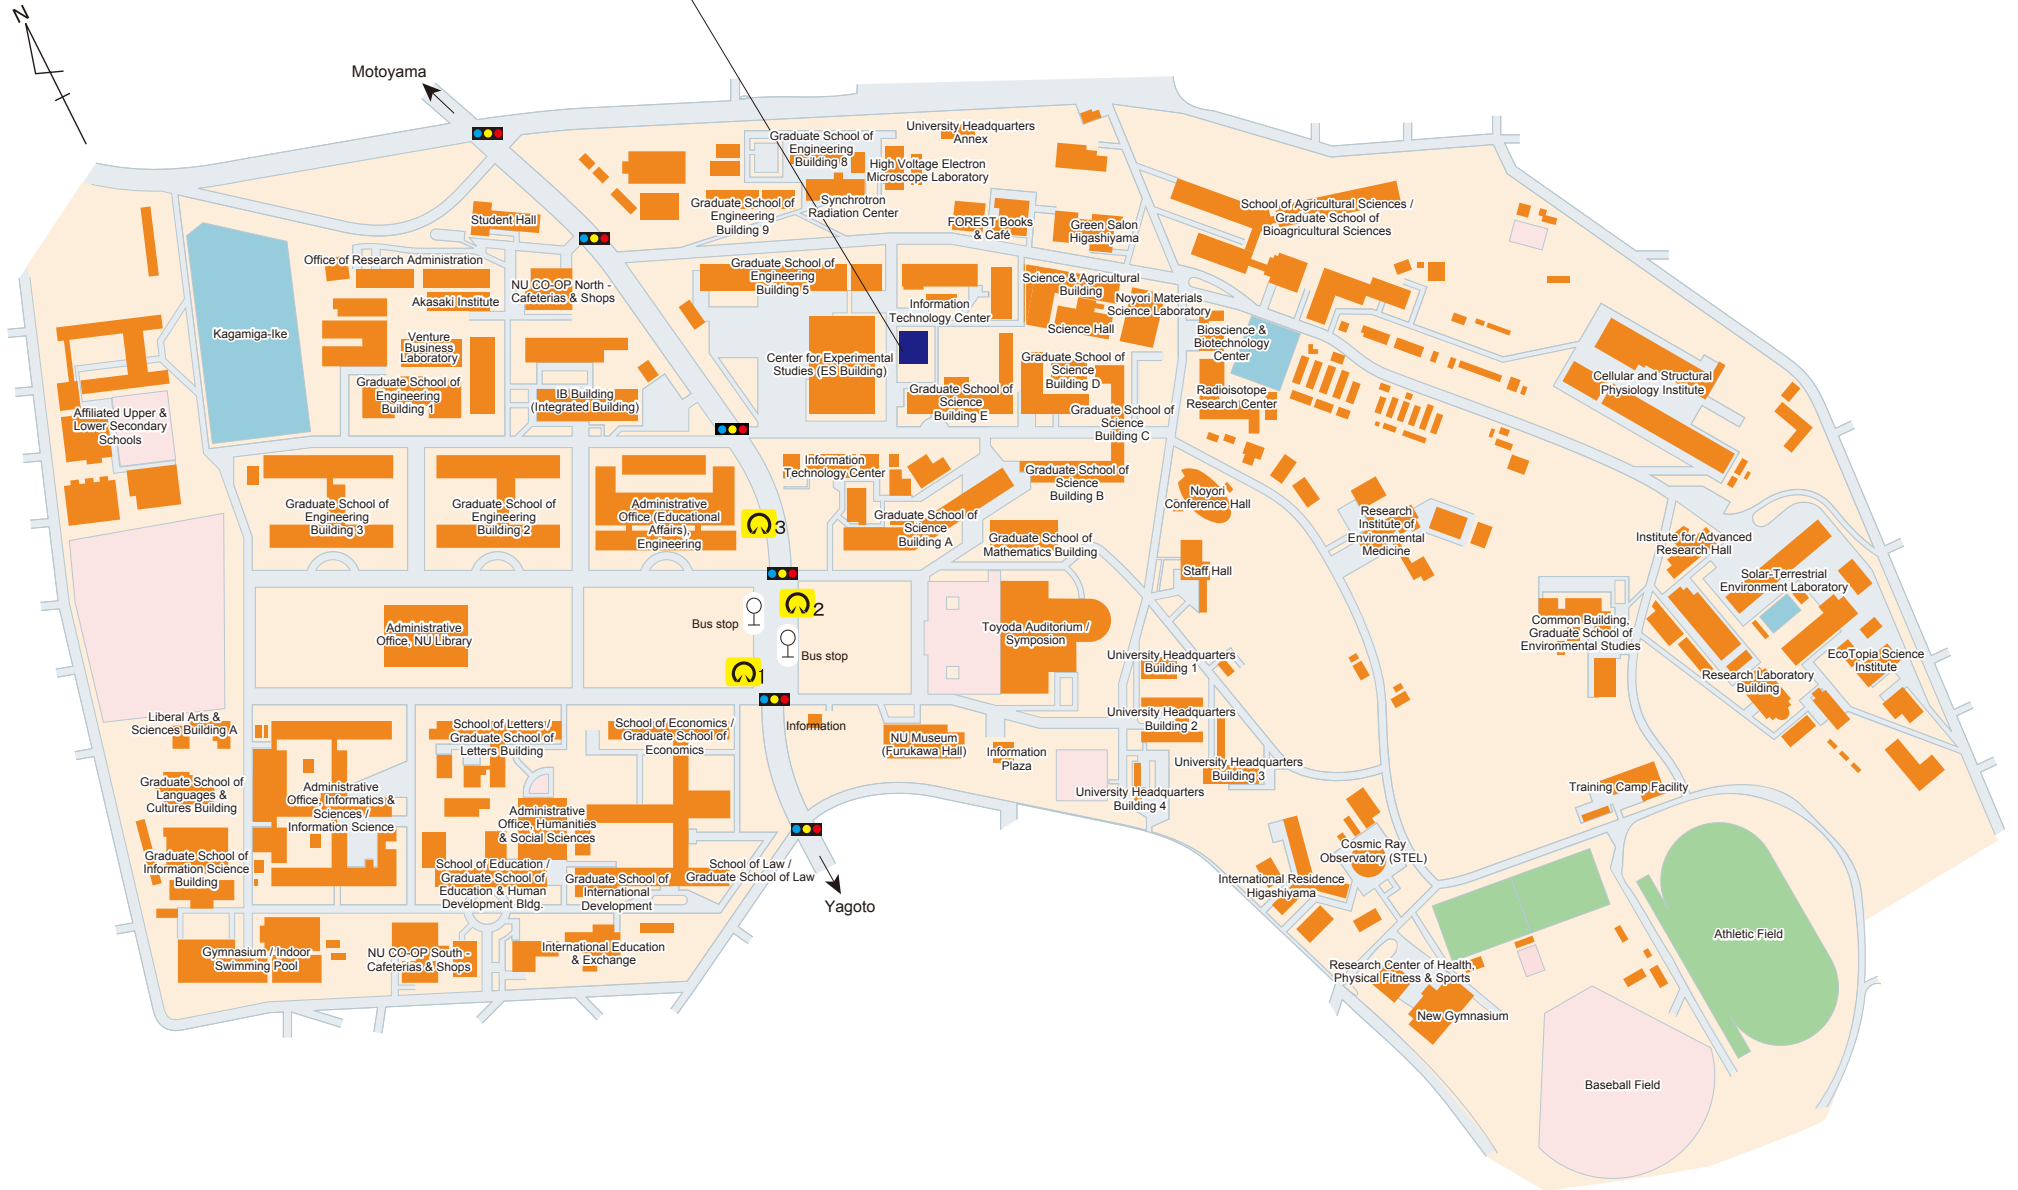 N
Motoyama
University Headquarters
Annex
Graduate School of
Engineering
Building 8
High Voltage Electron
Microscope Laboratory
Graduate School of
Engineering
Building 9
Synchrotron
Radiation Center
Student Hall
FOREST Books
& Café
Green Salon
Higashiyama
School of Agricultural Sciences /
Graduate School of
Bioagricultural Sciences
Office of Research Administration
Akasaki Institute
NU CO-OP North -
Cafeterias & Shops
Graduate School of
Engineering
Building 5
Information
Technology Center
Science & Agricultural
Building
Noyori Materials
Science Laboratory
Science Hall
Kagamiga-Ike
Venture
Business
Laboratory
Graduate School of
Engineering
Building 1
IB Building
(Integrated Building)
Center for Experimental
Studies (ES Building)
Graduate School of
Science
Building E
Graduate School of
Science
Building D
Graduate School of
Science
Building C
Bioscience &
Biotechnology
Center
Radioisotope
Research Center
Cellular and Structural
Physiology Institute
Affiliated Upper &
Lower Secondary
Schools
Graduate School of
Engineering
Building 3
Graduate School of
Engineering
Building 2
Administrative
Office (Educational
Affairs),
Engineering
3
Information
Technology Center
Graduate School of
Science
Building A
Graduate School of
Science
Building B
Graduate School of
Mathematics Building
Noyori
Conference Hall
Research
Institute of
Environmental
Medicine
Staff Hall
Institute for Advanced
Research Hall
Solar-Terrestrial
Environment Laboratory
Administrative
Office, NU Library
Bus stop
2
Bus stop
1
Toyoda Auditorium /
Symposion
University Headquarters
Building 1
Common Building,
Graduate School of
Environmental Studies
EcoTopia Science
Institute
Research Laboratory
Building
Liberal Arts &
Sciences Building A
School of Letters /
Graduate School of
Letters Building
School of Economics /
Graduate School of
Economics
Information
NU Museum
(Furukawa Hall)
Information
Plaza
University Headquarters
Building 2
University Headquarters
Building 3
University Headquarters
Building 4
Graduate School of
Languages &
Cultures Building
Administrative
Office, Informatics &
Sciences /
Information Science
Administrative
Office, Humanities
& Social Sciences
Training Camp Facility
Graduate School of
Information Science
Building
School of Education /
Graduate School of
Education & Human
Development Bldg.
Graduate School of
International
Development
School of Law /
Graduate School of Law
Yagoto
Cosmic Ray
Observatory (STEL)
International Residence
Higashiyama
Athletic Field
Gymnasium / Indoor
Swimming Pool
NU CO-OP South -
Cafeterias & Shops
International Education
& Exchange
Research Center of Health,
Physical Fitness & Sports
New Gymnasium
Baseball Field